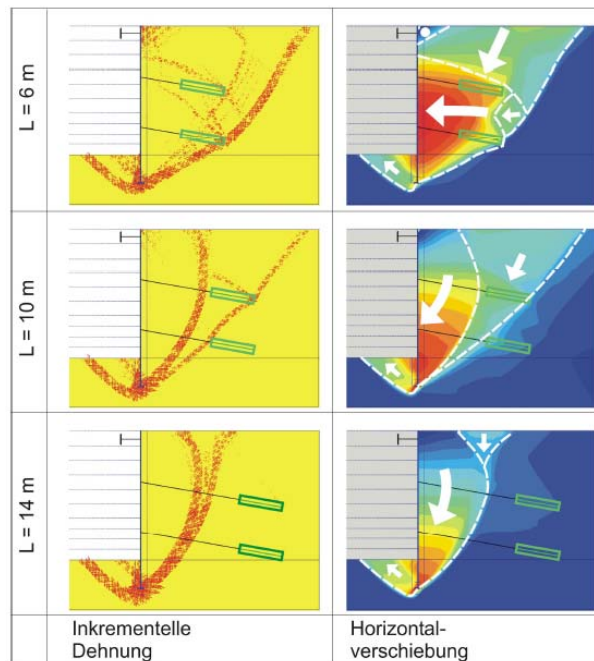 L = 6 m
L = 10 m
L = 14 m
Inkrementelle
Dehnung
Horizontal-
verschiebung